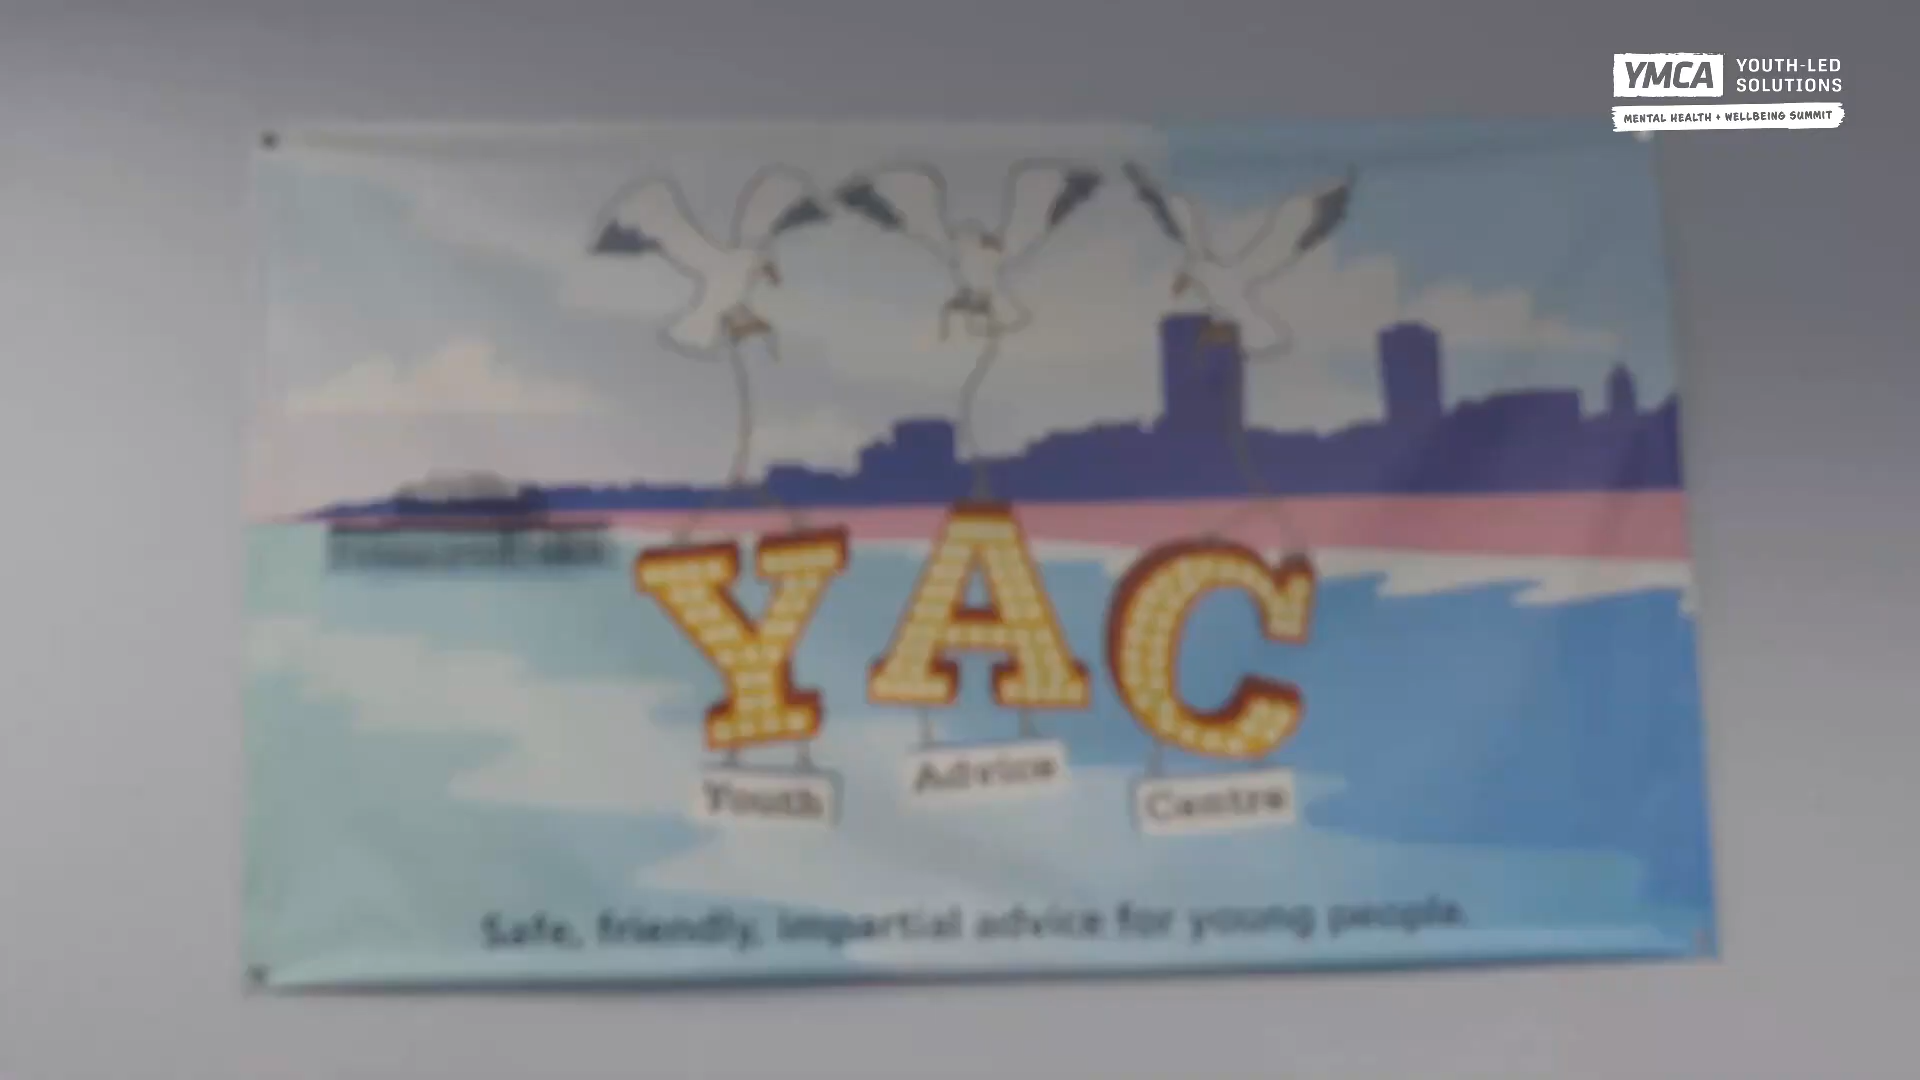 YMCA YOUTH-LED
SOLUTIONS
MENTAL HEALTH + WELLBEING SUMMIT
YAC
Youth Advice Centre
Safe, friendly, impartial advice for young people.